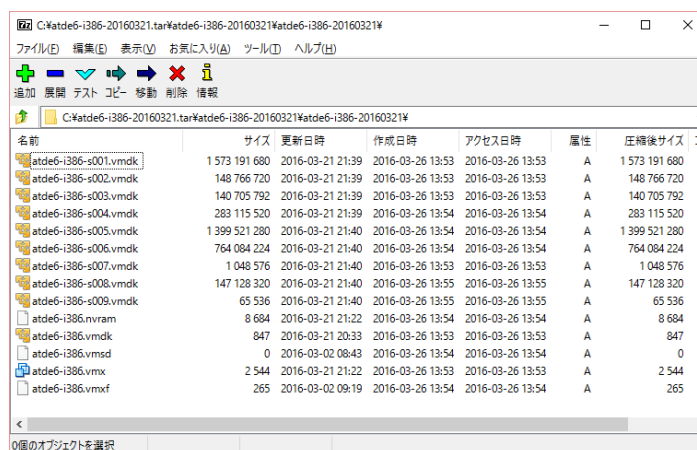 7z C:¥atde6-i386-20160321.tar¥atde6-i386-20160321¥atde6-i386-20160321¥
ファイル(F) 編集(E) 表示(V) お気に入り(A) ツール(T) ヘルプ(H)
追加 展開 テスト コピー 移動 削除 情報
C:¥atde6-i386-20160321.tar¥atde6-i386-20160321¥atde6-i386-20160321¥
名前 サイズ 更新日時 作成日時 アクセス日時 属性 圧縮後サイズ
atde6-i386-s001.vmdk 1 573 191 680 2016-03-21 21:39 2016-03-26 13:53 2016-03-26 13:53 A 1 573 191 680
atde6-i386-s002.vmdk 148 766 720 2016-03-21 21:39 2016-03-26 13:53 2016-03-26 13:53 A 148 766 720
atde6-i386-s003.vmdk 140 705 792 2016-03-21 21:39 2016-03-26 13:53 2016-03-26 13:53 A 140 705 792
atde6-i386-s004.vmdk 283 115 520 2016-03-21 21:39 2016-03-26 13:54 2016-03-26 13:54 A 283 115 520
atde6-i386-s005.vmdk 1 399 521 280 2016-03-21 21:40 2016-03-26 13:54 2016-03-26 13:54 A 1 399 521 280
atde6-i386-s006.vmdk 764 084 224 2016-03-21 21:40 2016-03-26 13:54 2016-03-26 13:54 A 764 084 224
atde6-i386-s007.vmdk 1 048 576 2016-03-21 21:40 2016-03-26 13:53 2016-03-26 13:53 A 1 048 576
atde6-i386-s008.vmdk 147 128 320 2016-03-21 21:40 2016-03-26 13:55 2016-03-26 13:55 A 147 128 320
atde6-i386-s009.vmdk 65 536 2016-03-21 21:40 2016-03-26 13:55 2016-03-26 13:55 A 65 536
atde6-i386.nvram 8 684 2016-03-21 21:22 2016-03-26 13:54 2016-03-26 13:54 A 8 684
atde6-i386.vmdk 847 2016-03-21 20:33 2016-03-26 13:53 2016-03-26 13:53 A 847
atde6-i386.vmsd 0 2016-03-02 08:43 2016-03-26 13:54 2016-03-26 13:54 A 0
atde6-i386.vmx 2 544 2016-03-21 21:22 2016-03-26 13:53 2016-03-26 13:53 A 2 544
atde6-i386.vmxf 265 2016-03-02 09:19 2016-03-26 13:54 2016-03-26 13:54 A 265
0個のオブジェクトを選択